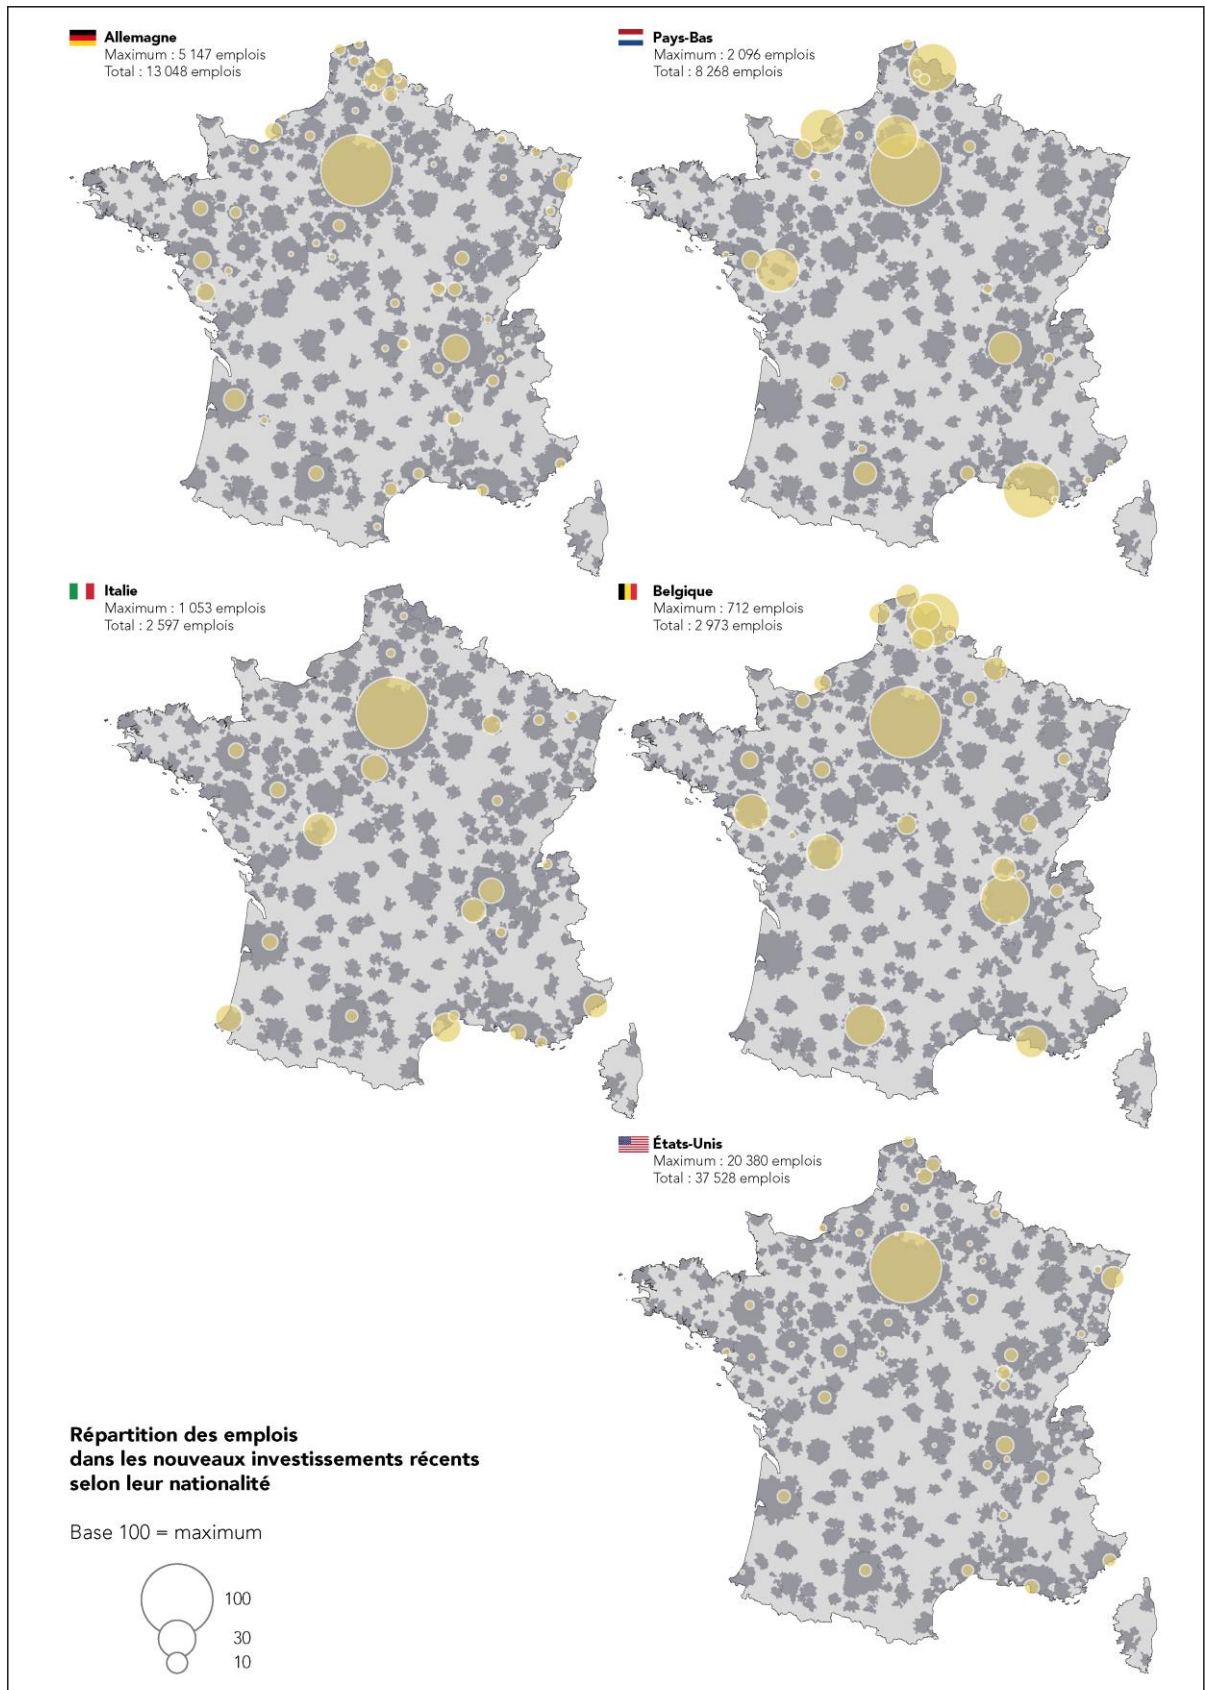 Allemagne
Maximum : 5 147 emplois
Total : 13 048 emplois
Pays-Bas
Maximum : 2 096 emplois
Total : 8 268 emplois
Italie
Maximum : 1 053 emplois
Total : 2 597 emplois
Belgique
Maximum : 712 emplois
Total : 2 973 emplois
États-Unis
Maximum : 20 380 emplois
Total : 37 528 emplois
Répartition des emplois
dans les nouveaux investissements récents
selon leur nationalité
Base 100 = maximum
100
30
10